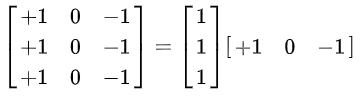 [ +1 0 −1 ] [ 1 ]
[ +1 0 −1 ] = [ 1 ] [ +1 0 −1 ]
[ +1 0 −1 ] [ 1 ]